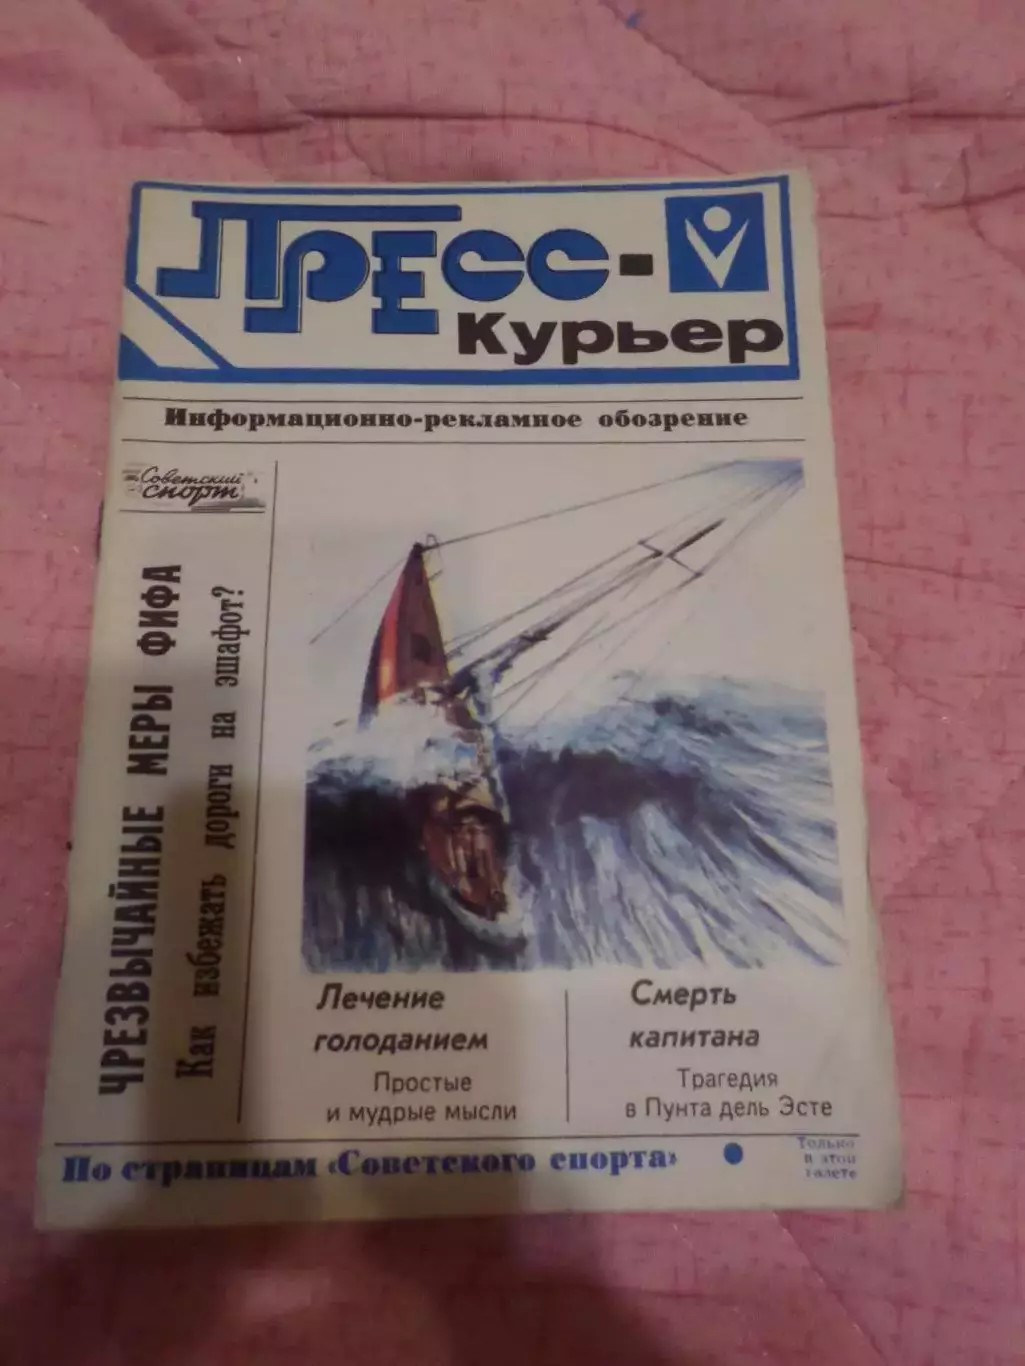 ПРЕСС-
Курьер
Информационно-рекламное обозрение
Советский
спорт
ЧРЕЗВЫЧАЙНЫЕ МЕРЫ ФИФА
Как избежать дороги на эшафот?
Лечение
голоданием
Простые
и мудрые мысли
Смерть
капитана
Трагедия
в Пунта дель Эсте
По страницам «Советского спорта»
Только
в этой
газете